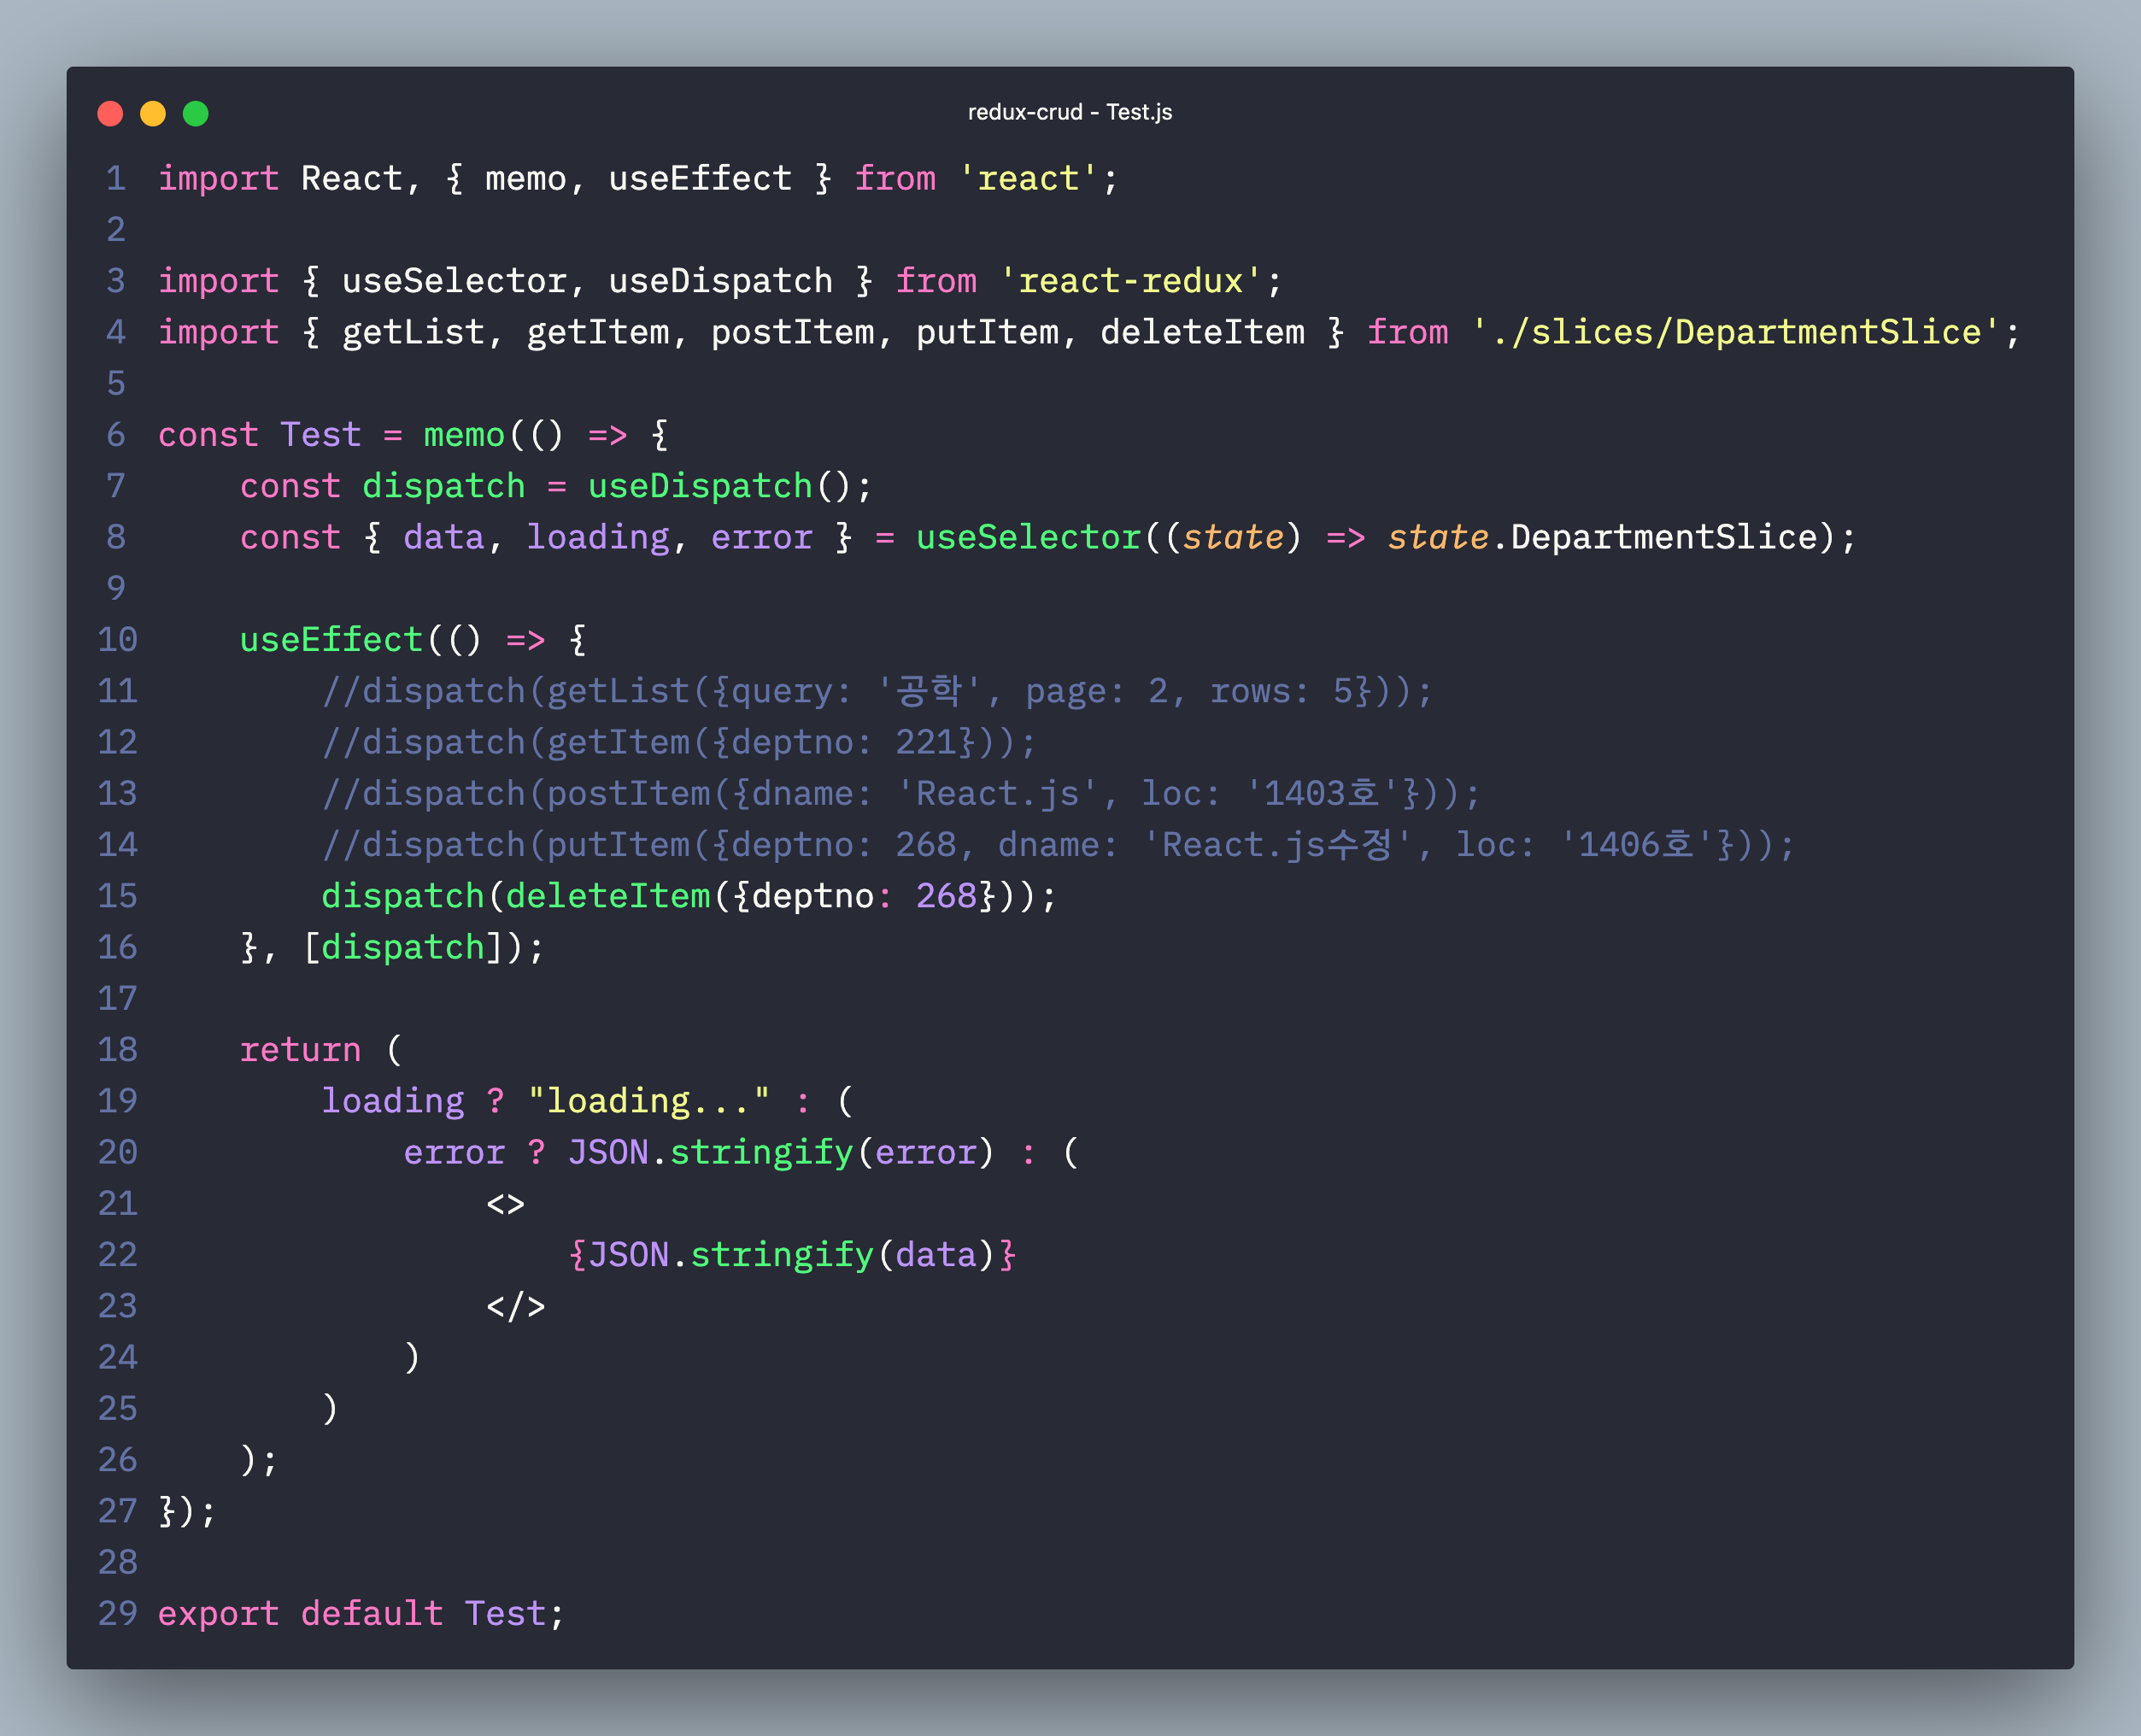 redux-crud - Test.js
1 import React, { memo, useEffect } from 'react';
2
3 import { useSelector, useDispatch } from 'react-redux';
4 import { getList, getItem, postItem, putItem, deleteItem } from './slices/DepartmentSlice';
5
6 const Test = memo(() => {
7     const dispatch = useDispatch();
8     const { data, loading, error } = useSelector((state) => state.DepartmentSlice);
9
10     useEffect(() => {
11         //dispatch(getList({query: '공학', page: 2, rows: 5}));
12         //dispatch(getItem({deptno: 221}));
13         //dispatch(postItem({dname: 'React.js', loc: '1403호'}));
14         //dispatch(putItem({deptno: 268, dname: 'React.js수정', loc: '1406호'}));
15         dispatch(deleteItem({deptno: 268}));
16     }, [dispatch]);
17
18     return (
19         loading ? "loading..." : (
20             error ? JSON.stringify(error) : (
21                 <>
22                     {JSON.stringify(data)}
23                 </>
24             )
25         )
26     );
27 });
28
29 export default Test;